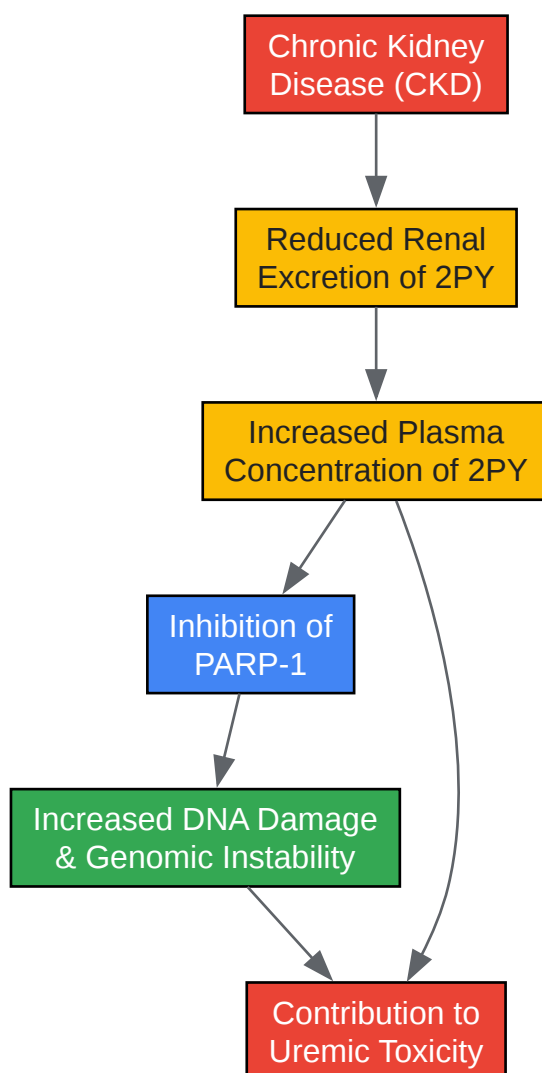 Chronic Kidney
Disease (CKD)
Reduced Renal
Excretion of 2PY
Increased Plasma
Concentration of 2PY
Inhibition of
PARP-1
Increased DNA Damage
& Genomic Instability
Contribution to
Uremic Toxicity